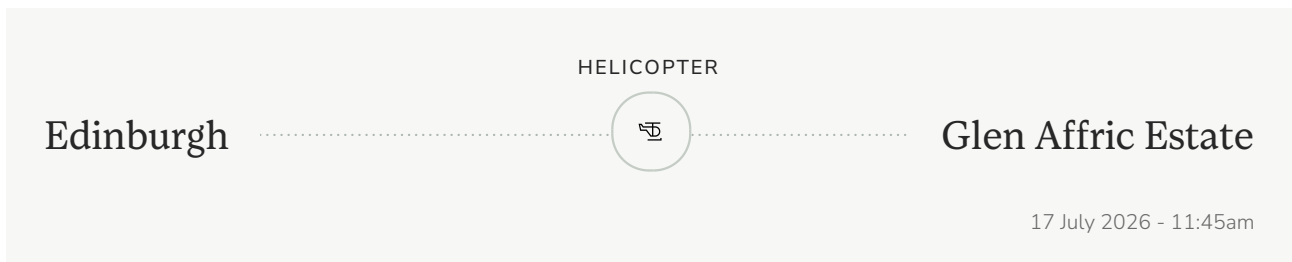 HELICOPTER
Edinburgh Glen Affric Estate
17 July 2026 - 11:45am